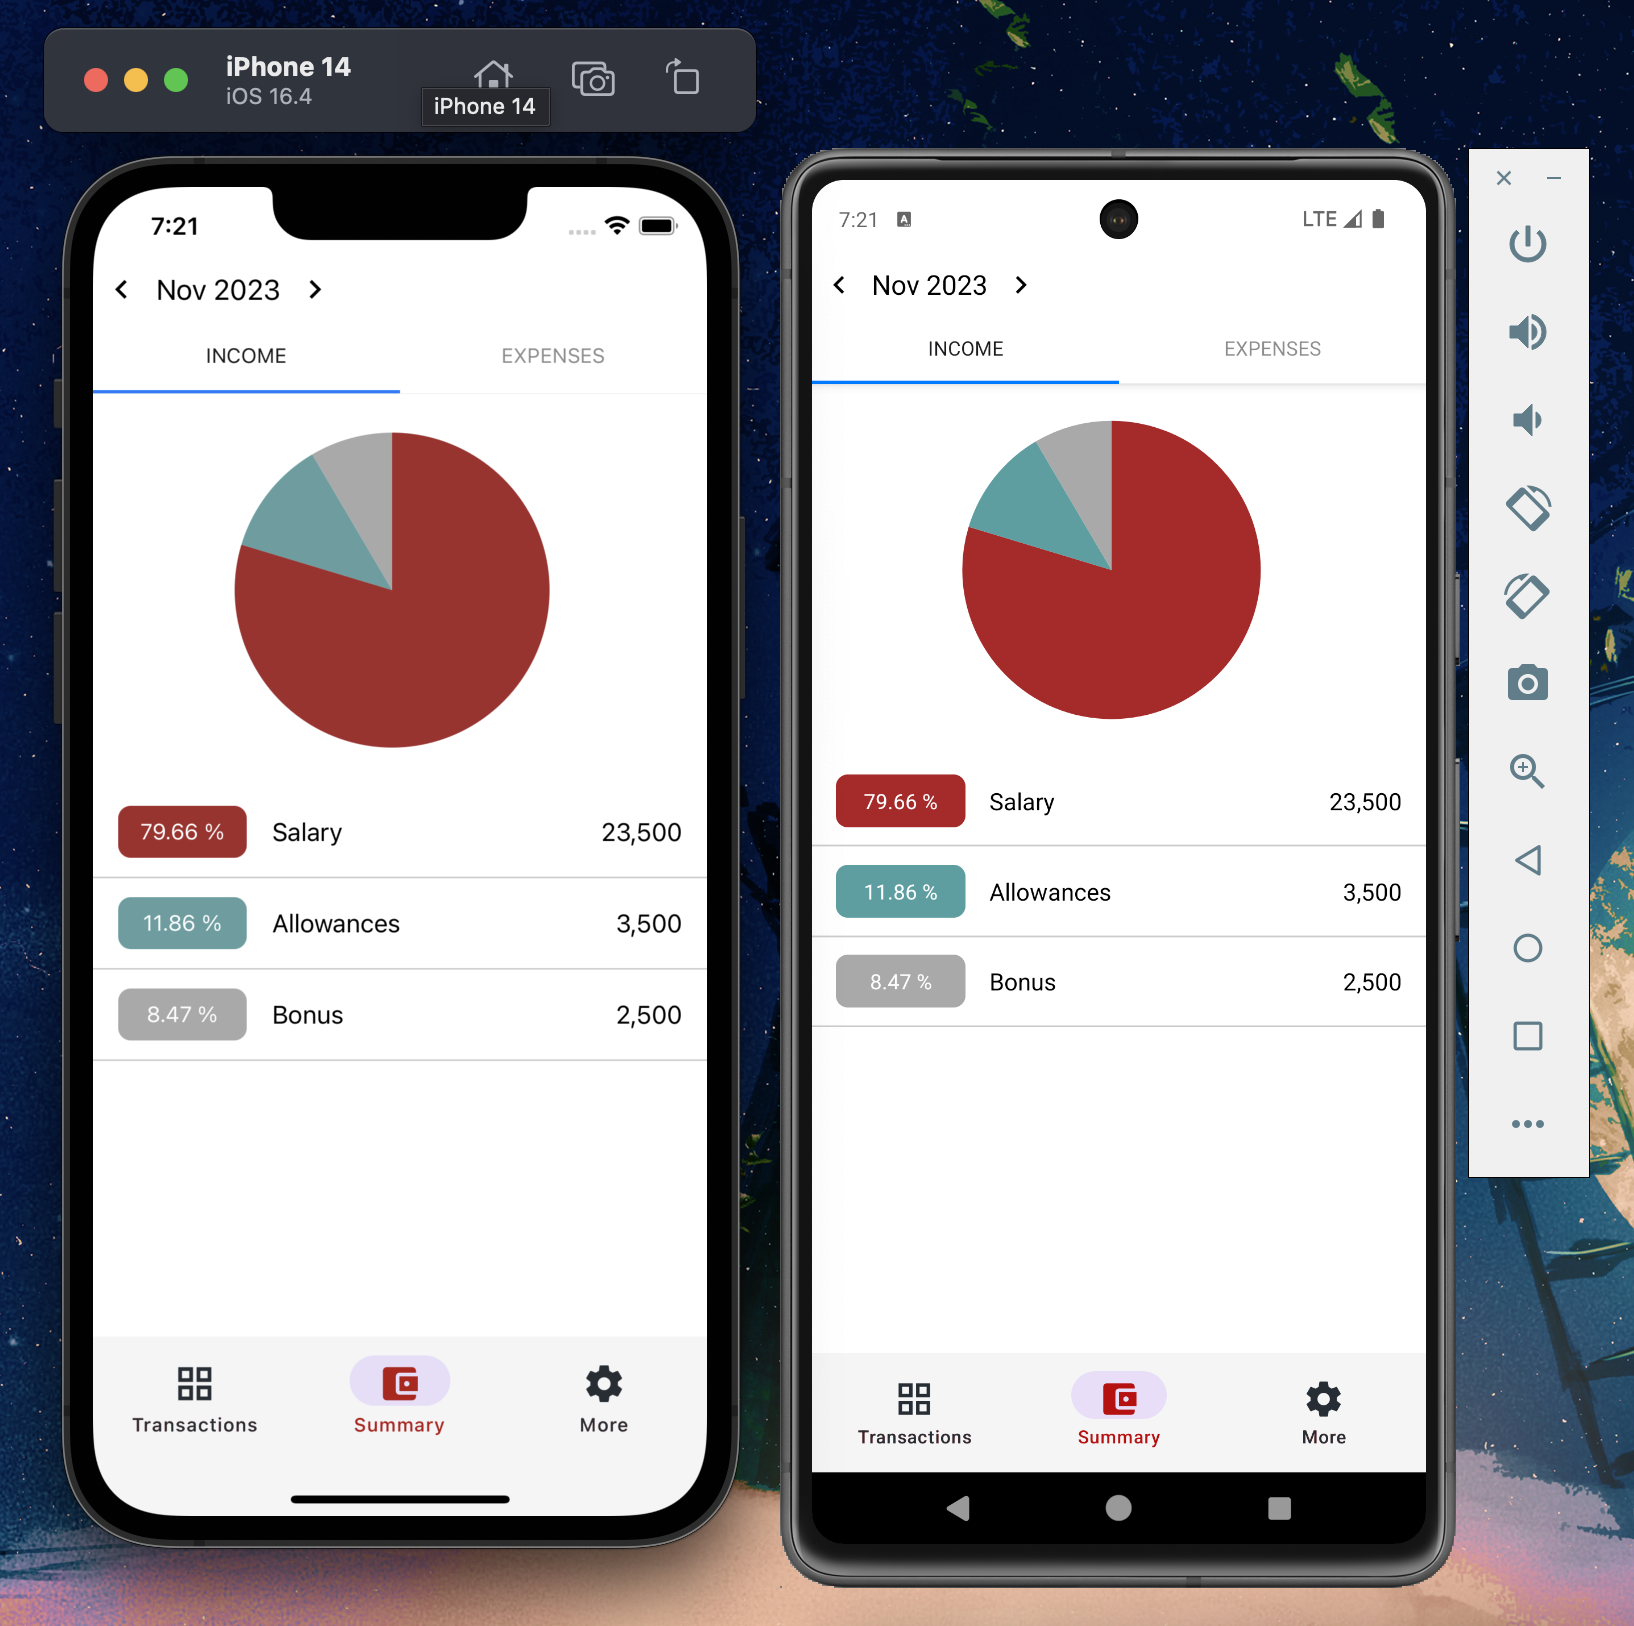 iPhone 14
iOS 16.4
iPhone 14
7:21
Nov 2023
INCOME
EXPENSES
79.66 %
Salary
23,500
11.86 %
Allowances
3,500
8.47 %
Bonus
2,500
Transactions
Summary
More
7:21
A
LTE
Nov 2023
INCOME
EXPENSES
79.66 %
Salary
23,500
11.86 %
Allowances
3,500
8.47 %
Bonus
2,500
Transactions
Summary
More